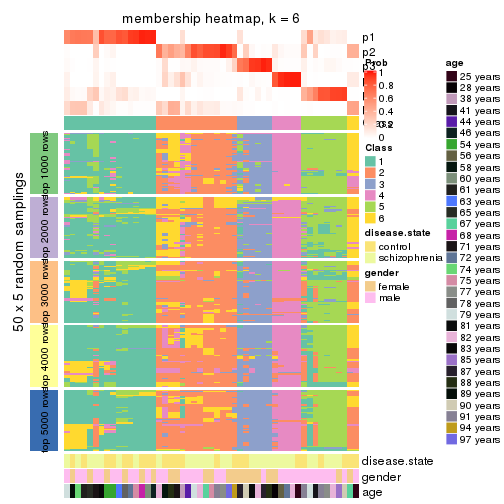 membership heatmap, k = 6
p1
p2
p3
Prob
1
0.8
0.6
0.4
0.2
0
Class
1
2
3
4
5
6
disease.state
control
schizophrenia
gender
female
male
age
25 years
28 years
38 years
41 years
44 years
46 years
54 years
56 years
58 years
60 years
61 years
63 years
65 years
67 years
68 years
71 years
72 years
74 years
75 years
77 years
78 years
79 years
81 years
82 years
83 years
85 years
87 years
88 years
89 years
90 years
91 years
94 years
97 years
50 x 5 random samplings
top 1000 rows
top 2000 rows
top 3000 rows
top 4000 rows
top 5000 rows
disease.state
gender
age